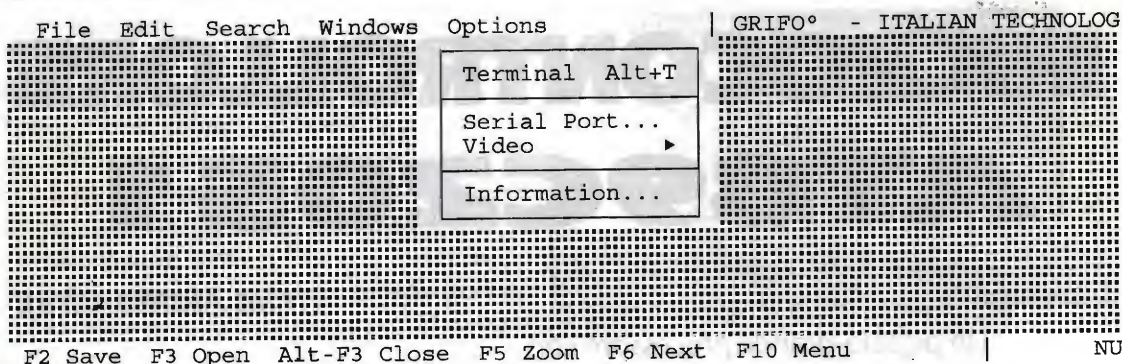 File Edit Search Windows Options | GRIFO° - ITALIAN TECHNOLOG
Terminal Alt+T
Serial Port...
Video ►
Information...
F2 Save F3 Open Alt-F3 Close F5 Zoom F6 Next F10 Menu | NU